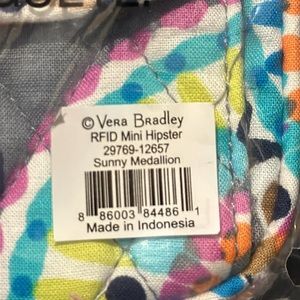 © VERA BRADLEY
RFID Mini Hipster
29769-12657
Sunny Medallion
8 86003 84486 1
Made in Indonesia